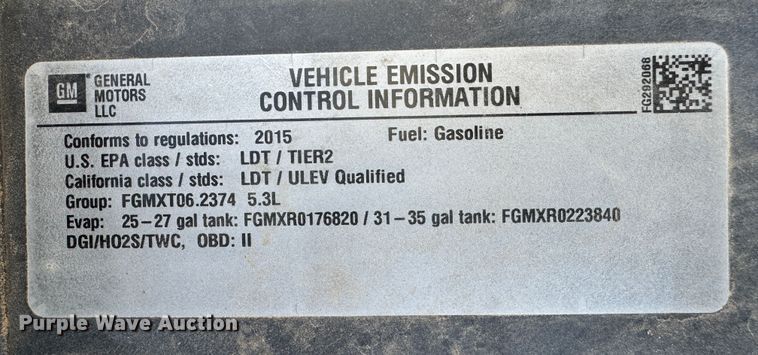 GM
GENERAL
MOTORS
LLC
VEHICLE EMISSION
CONTROL INFORMATION
FG292068
Conforms to regulations: 2015 Fuel: Gasoline
U.S. EPA class / stds: LDT / TIER2
California class / stds: LDT / ULEV Qualified
Group: FGMXT06.2374 5.3L
Evap: 25-27 gal tank: FGMXR0176820 / 31-35 gal tank: FGMXR0223840
DGI/HO2S/TWC, OBD: II
Purple Wave Auction